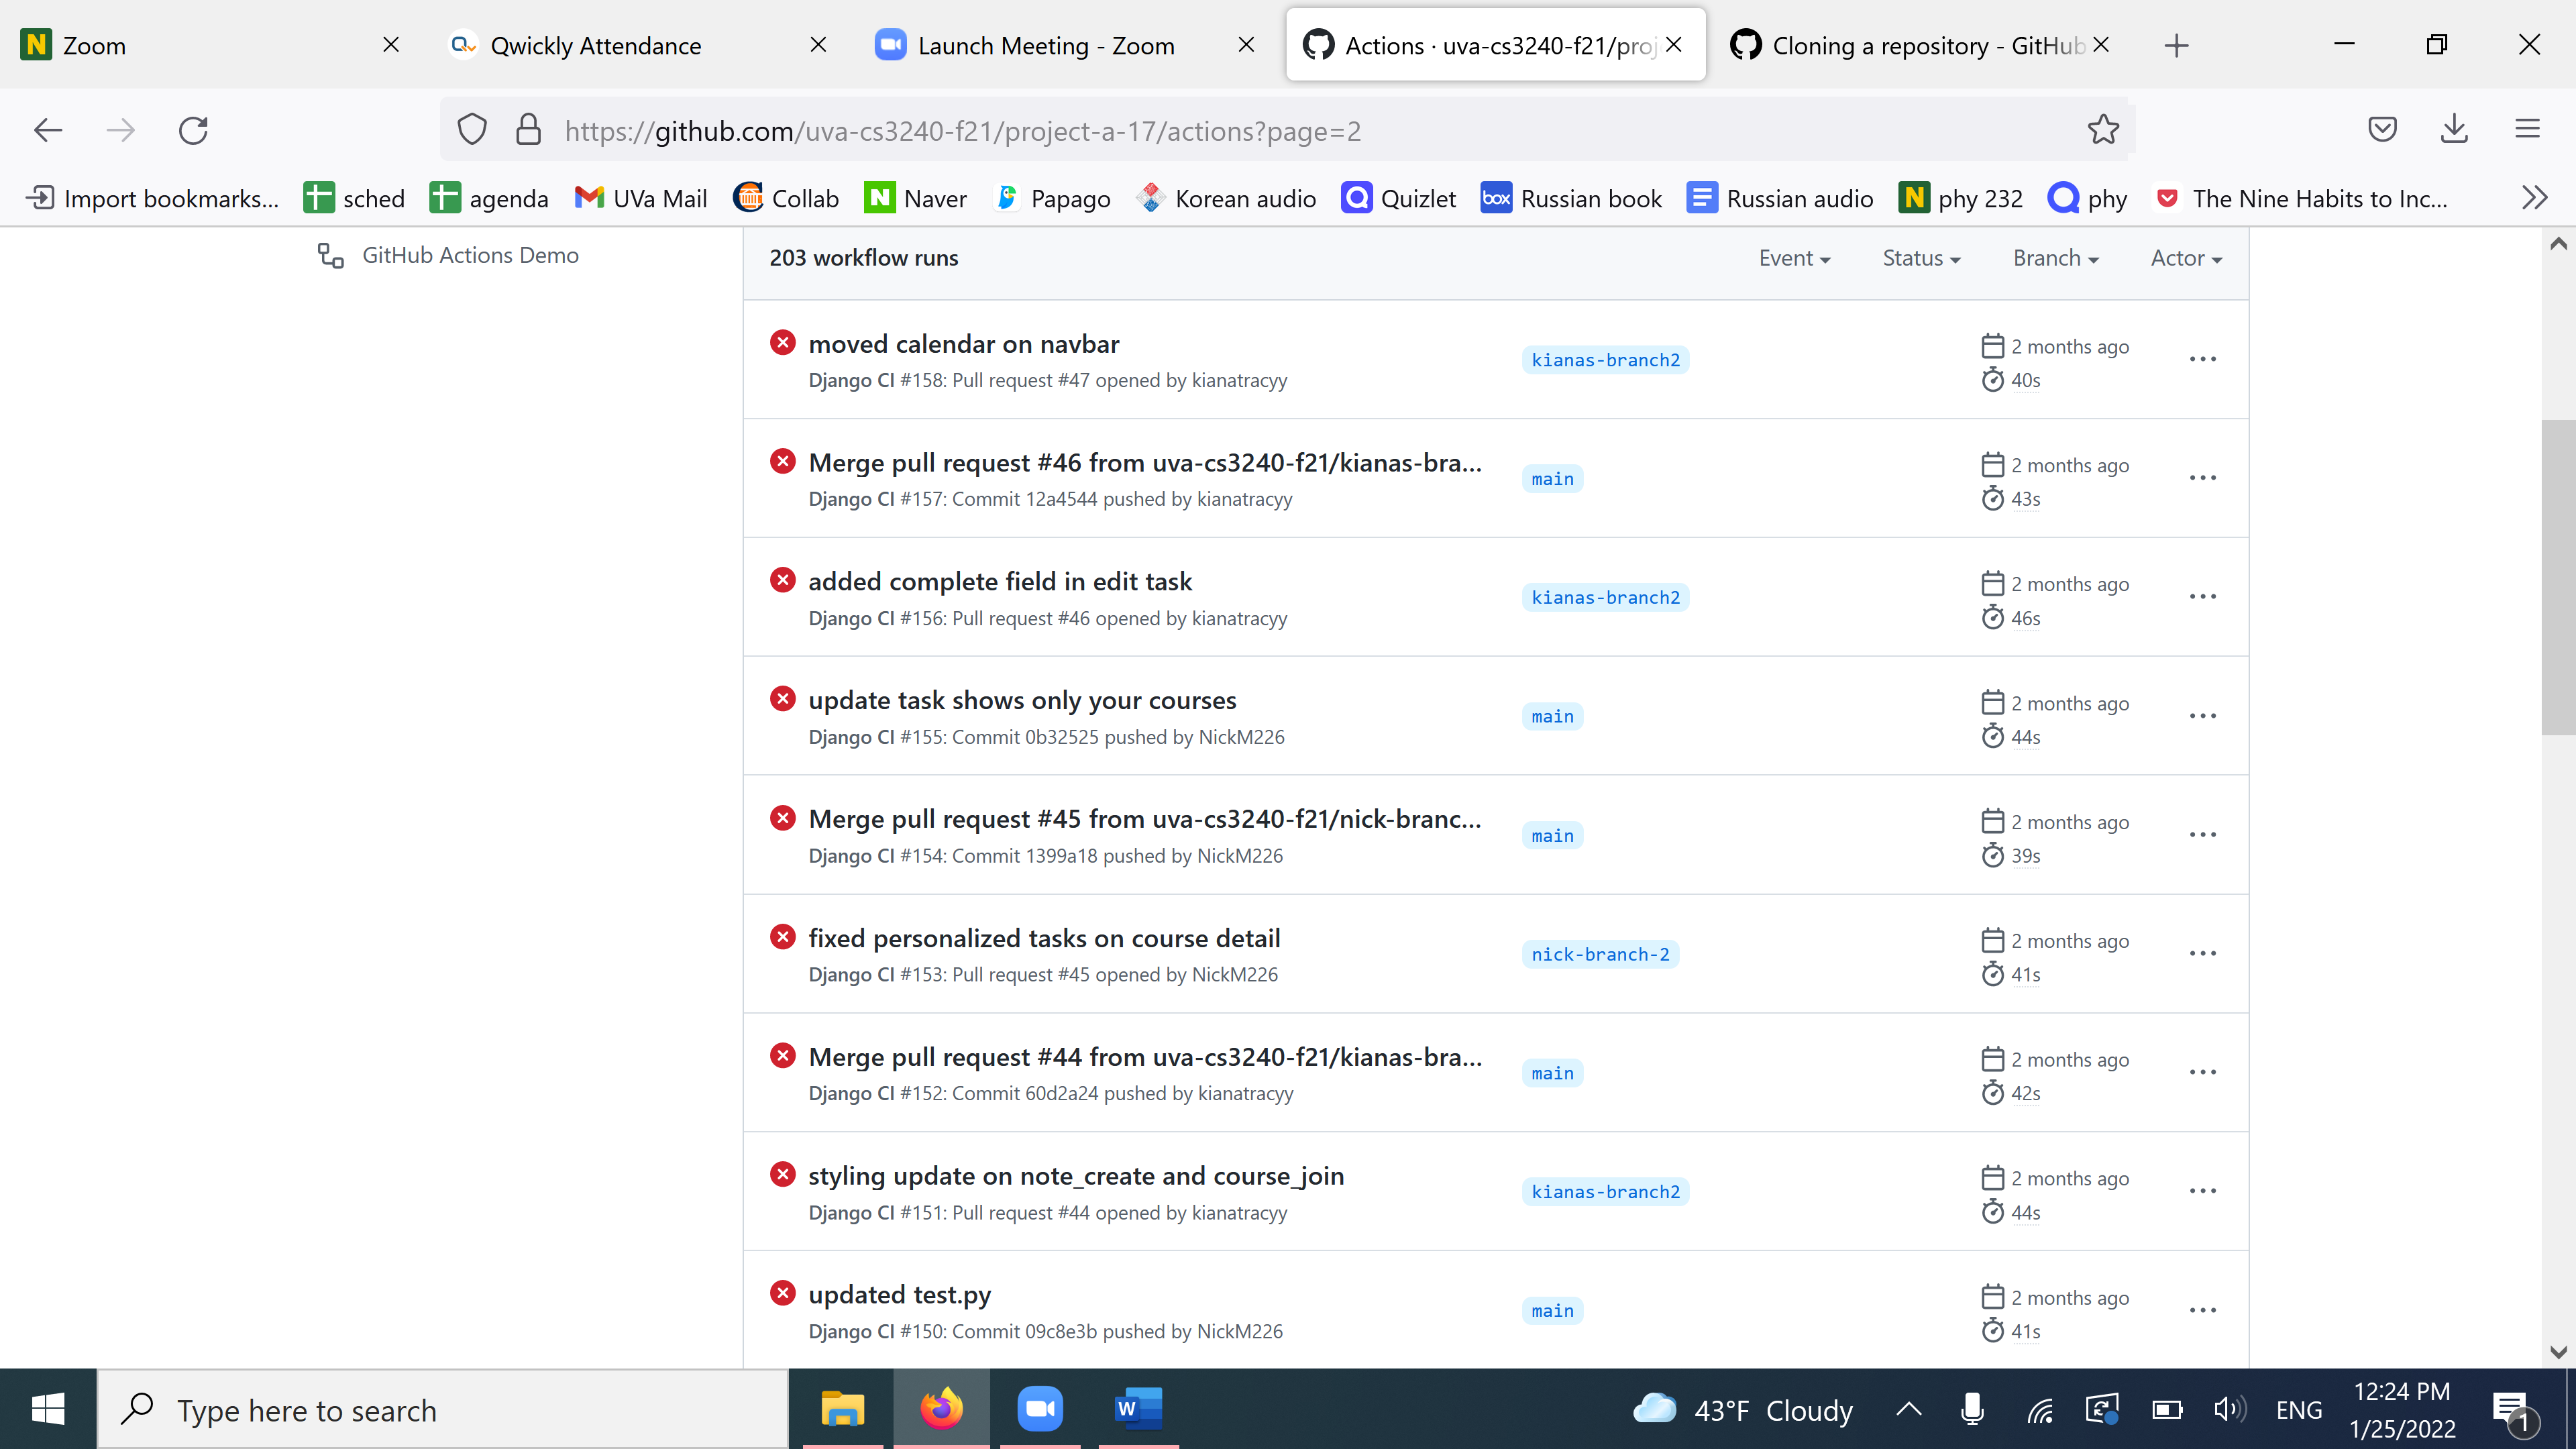 Zoom
Qwickly Attendance
Launch Meeting - Zoom
Actions · uva-cs3240-f21/proj
Cloning a repository - GitHub
https://github.com/uva-cs3240-f21/project-a-17/actions?page=2
Import bookmarks...
sched
agenda
UVa Mail
Collab
Naver
Papago
Korean audio
Quizlet
box
Russian book
Russian audio
phy 232
phy
The Nine Habits to Inc...
GitHub Actions Demo
203 workflow runs
Event
Status
Branch
Actor
moved calendar on navbar
Django CI #158: Pull request #47 opened by kianatracyy
kianas-branch2
2 months ago
40s
Merge pull request #46 from uva-cs3240-f21/kianas-bra...
Django CI #157: Commit 12a4544 pushed by kianatracyy
main
2 months ago
43s
added complete field in edit task
Django CI #156: Pull request #46 opened by kianatracyy
kianas-branch2
2 months ago
46s
update task shows only your courses
Django CI #155: Commit 0b32525 pushed by NickM226
main
2 months ago
44s
Merge pull request #45 from uva-cs3240-f21/nick-branc...
Django CI #154: Commit 1399a18 pushed by NickM226
main
2 months ago
39s
fixed personalized tasks on course detail
Django CI #153: Pull request #45 opened by NickM226
nick-branch-2
2 months ago
41s
Merge pull request #44 from uva-cs3240-f21/kianas-bra...
Django CI #152: Commit 60d2a24 pushed by kianatracyy
main
2 months ago
42s
styling update on note_create and course_join
Django CI #151: Pull request #44 opened by kianatracyy
kianas-branch2
2 months ago
44s
updated test.py
Django CI #150: Commit 09c8e3b pushed by NickM226
main
2 months ago
41s
Type here to search
43°F Cloudy
ENG
12:24 PM
1/25/2022
1